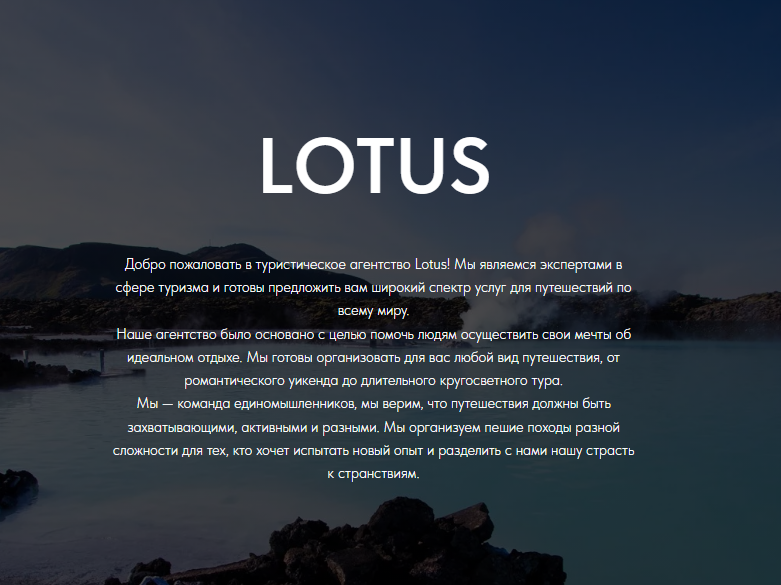 LOTUS
Добро пожаловать в туристическое агентство Lotus! Мы являемся экспертами в
сфере туризма и готовы предложить вам широкий спектр услуг для путешествий по
всему миру.
Наше агентство было основано с целью помочь людям осуществить свои мечты об
идеальном отдыхе. Мы готовы организовать для вас любой вид путешествия, от
романтического уикенда до длительного кругосветного тура.
Мы — команда единомышленников, мы верим, что путешествия должны быть
захватывающими, активными и разными. Мы организуем пешие походы разной
сложности для тех, кто хочет испытать новый опыт и разделить с нами нашу страсть
к странствиям.